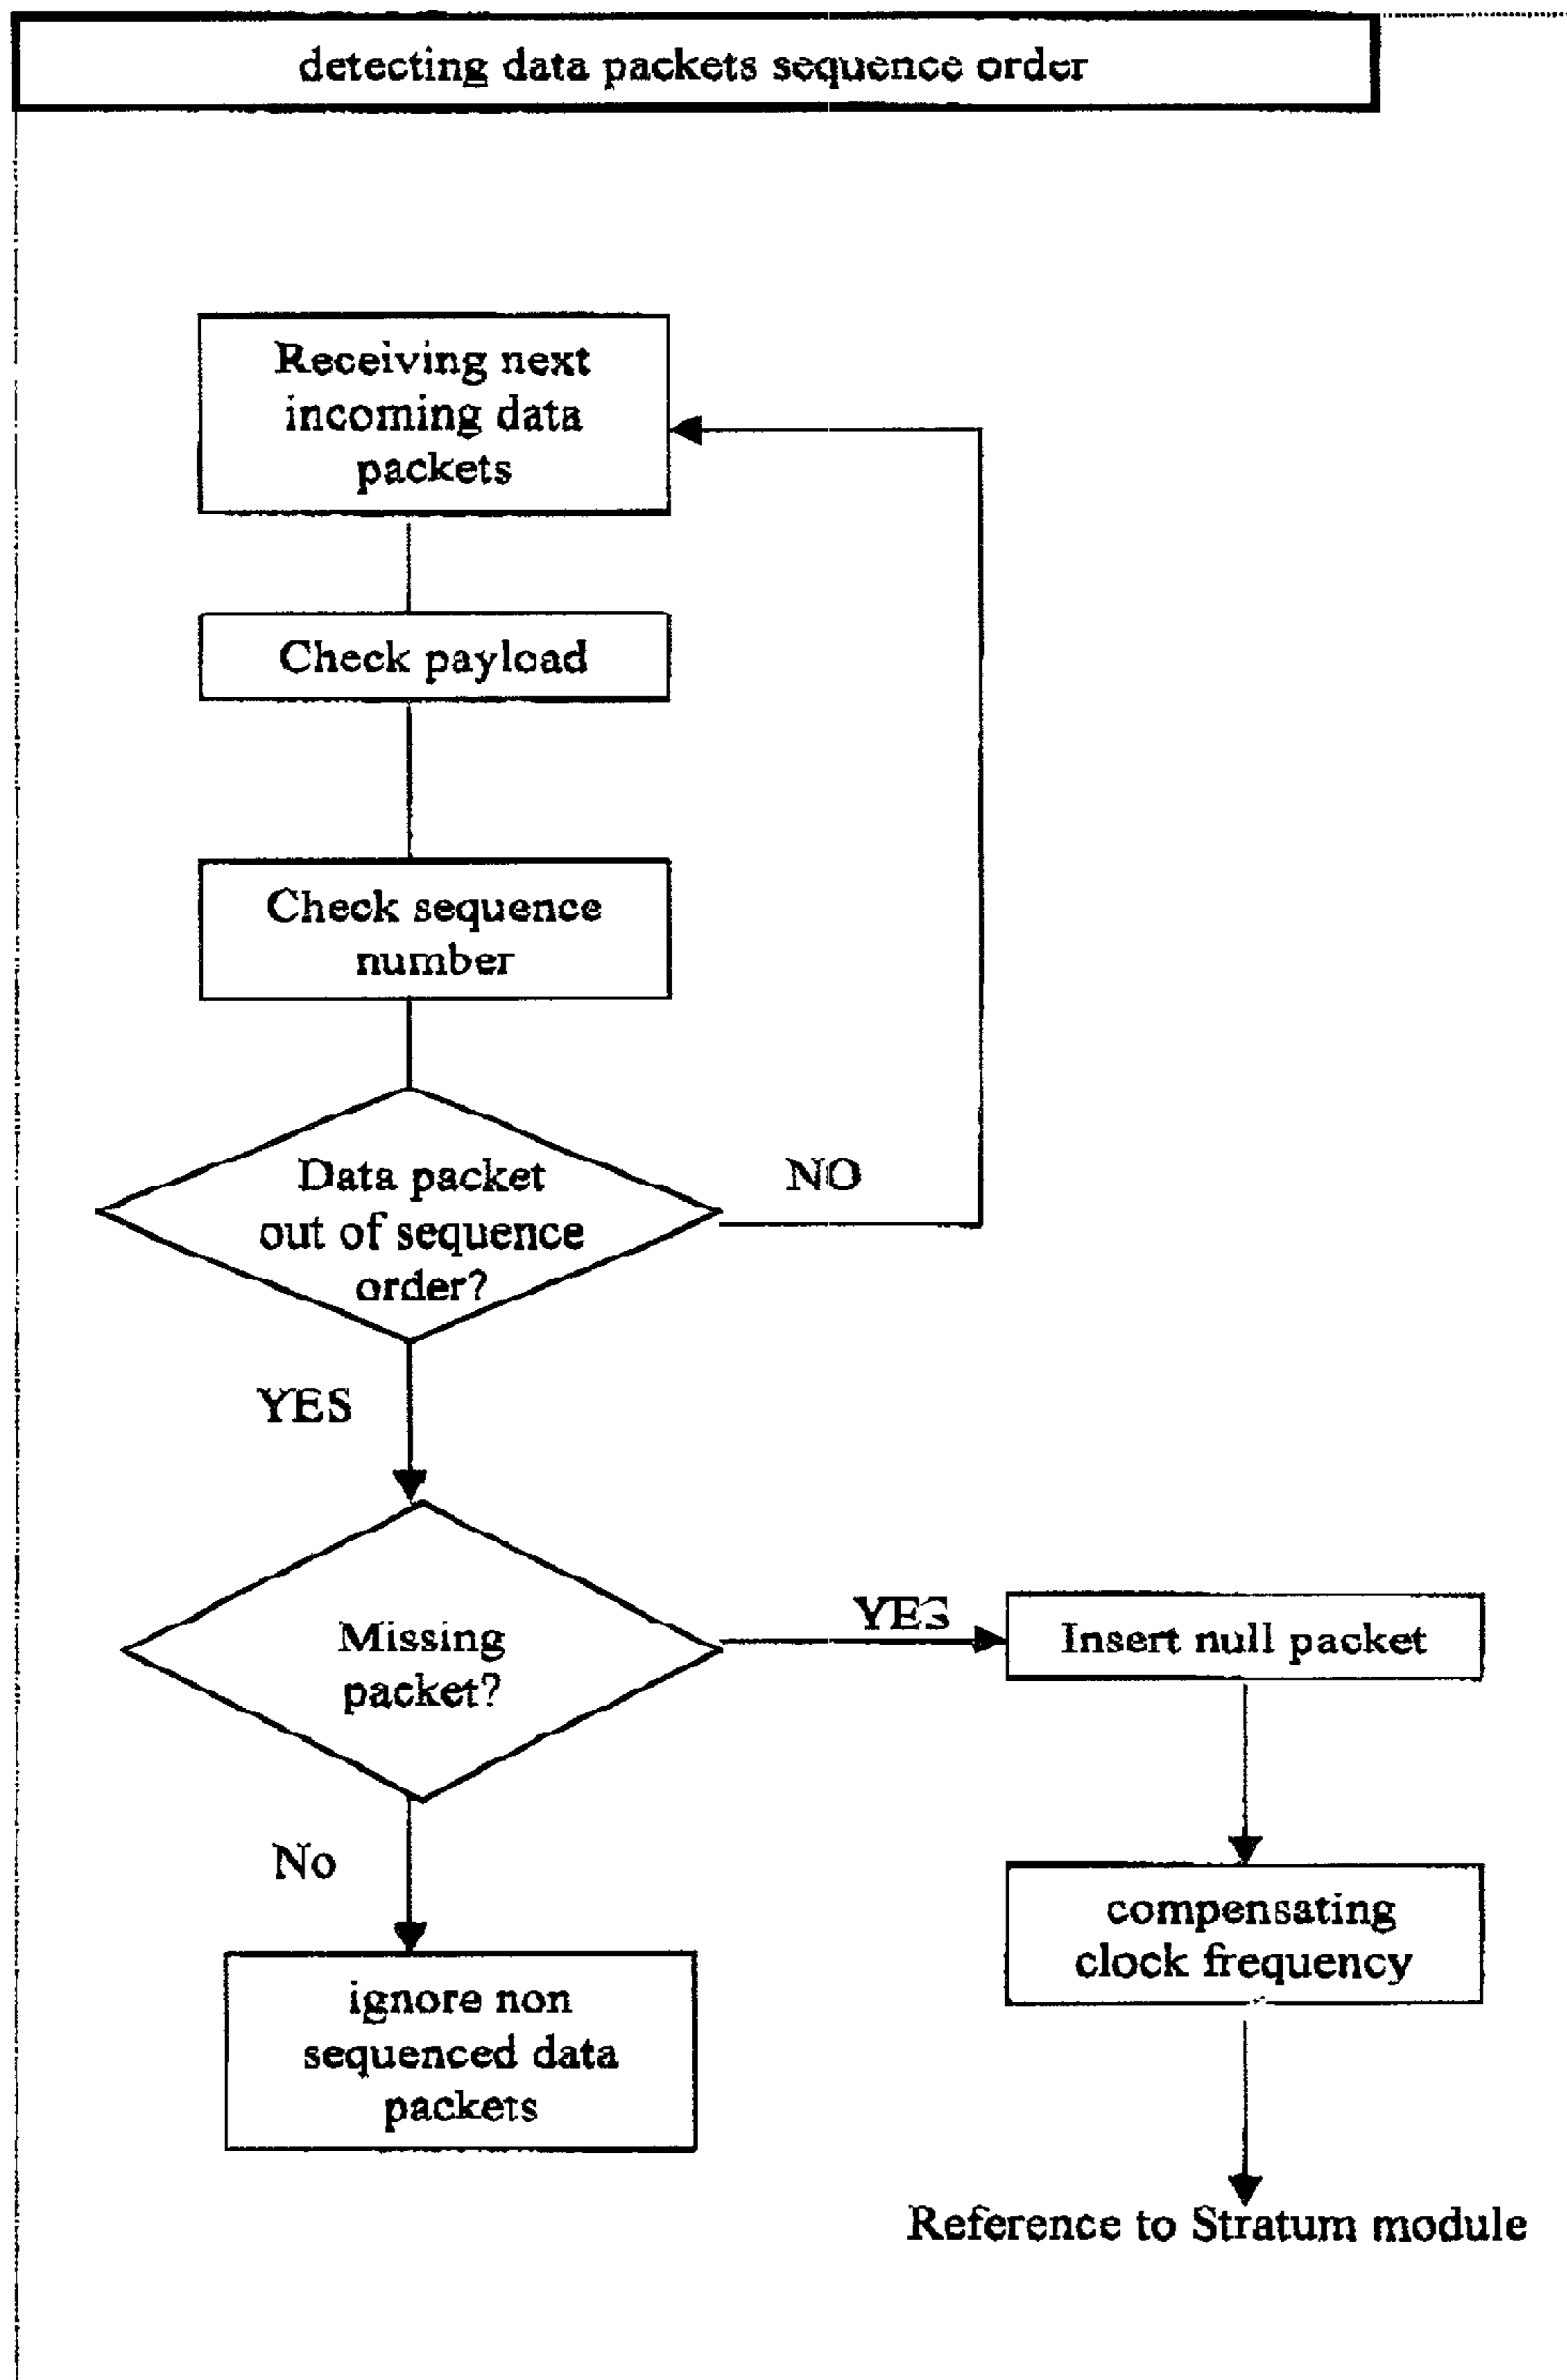 detecting data packets sequence order
Receiving next
incoming data
packets
Check payload
Check sequence
number
Data packet
out of sequence
order?
NO
YES
Missing
packet?
YES
Insert null packet
No
compensating
clock frequency
ignore non
sequenced data
packets
Reference to Stratum module